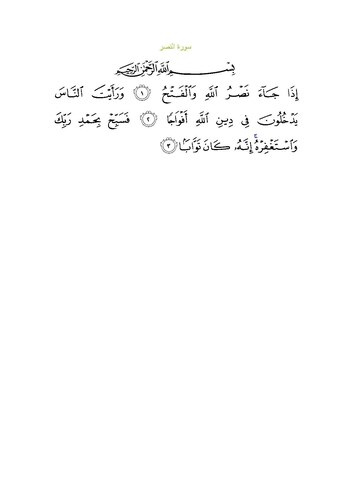 سورة النصر
بِسْمِ اللَّهِ الرَّحْمَٰنِ الرَّحِيمِ
إِذَا جَآءَ نَصْرُ اللَّهِ وَالْفَتْحُ ١ وَرَأَيْتَ النَّاسَ
يَدْخُلُونَ فِى دِينِ اللَّهِ أَفْوَاجًا ٢ فَسَبِّحْ بِحَمْدِ رَبِّكَ
وَاسْتَغْفِرْهُ ۚ إِنَّهُۥ كَانَ تَوَّابًا ٣